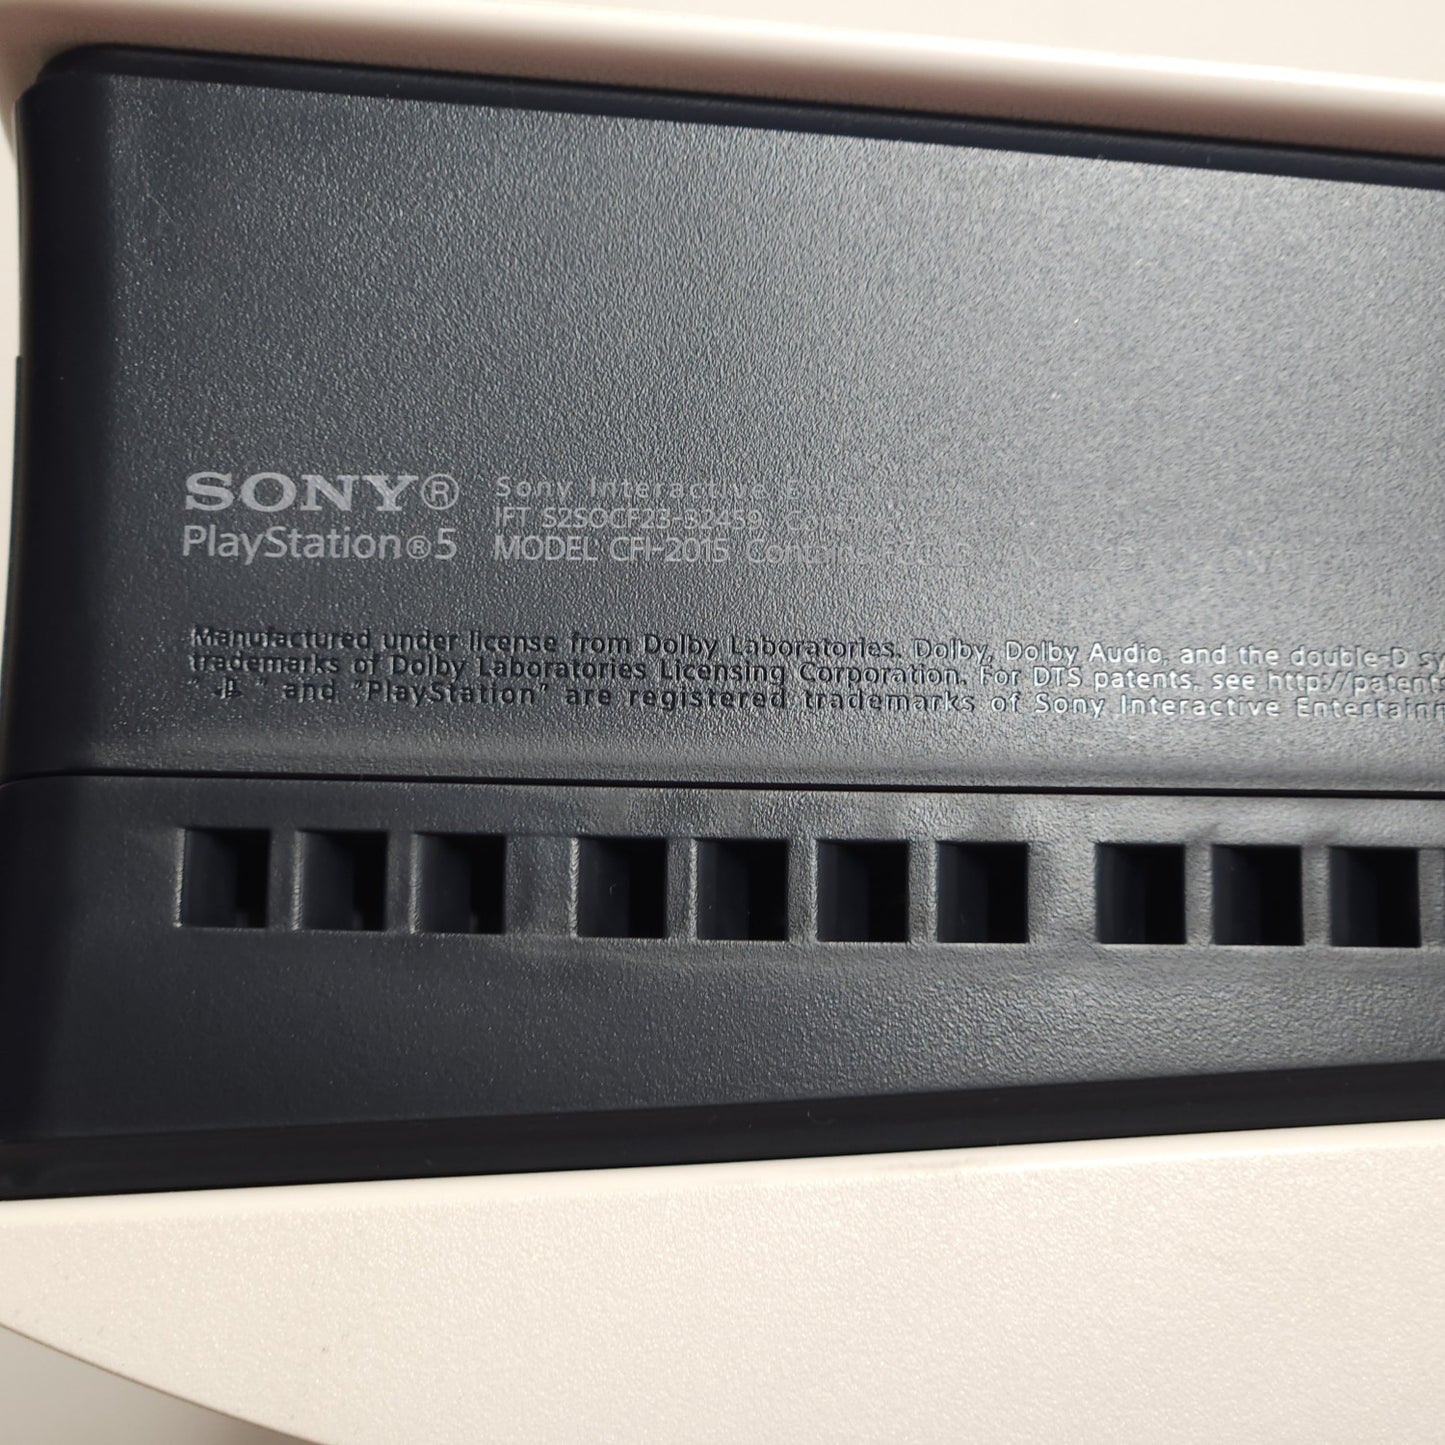 SONY®
PlayStation®5
Sony Interactive
IFT S2SOCF23-32459
MODEL CFI-2015 Contains
Manufactured under license from Dolby Laboratories. Dolby, Dolby Audio, and the double-D
trademarks of Dolby Laboratories Licensing Corporation. For DTS patents, see http://patents
" " and "PlayStation" are registered trademarks of Sony Interactive